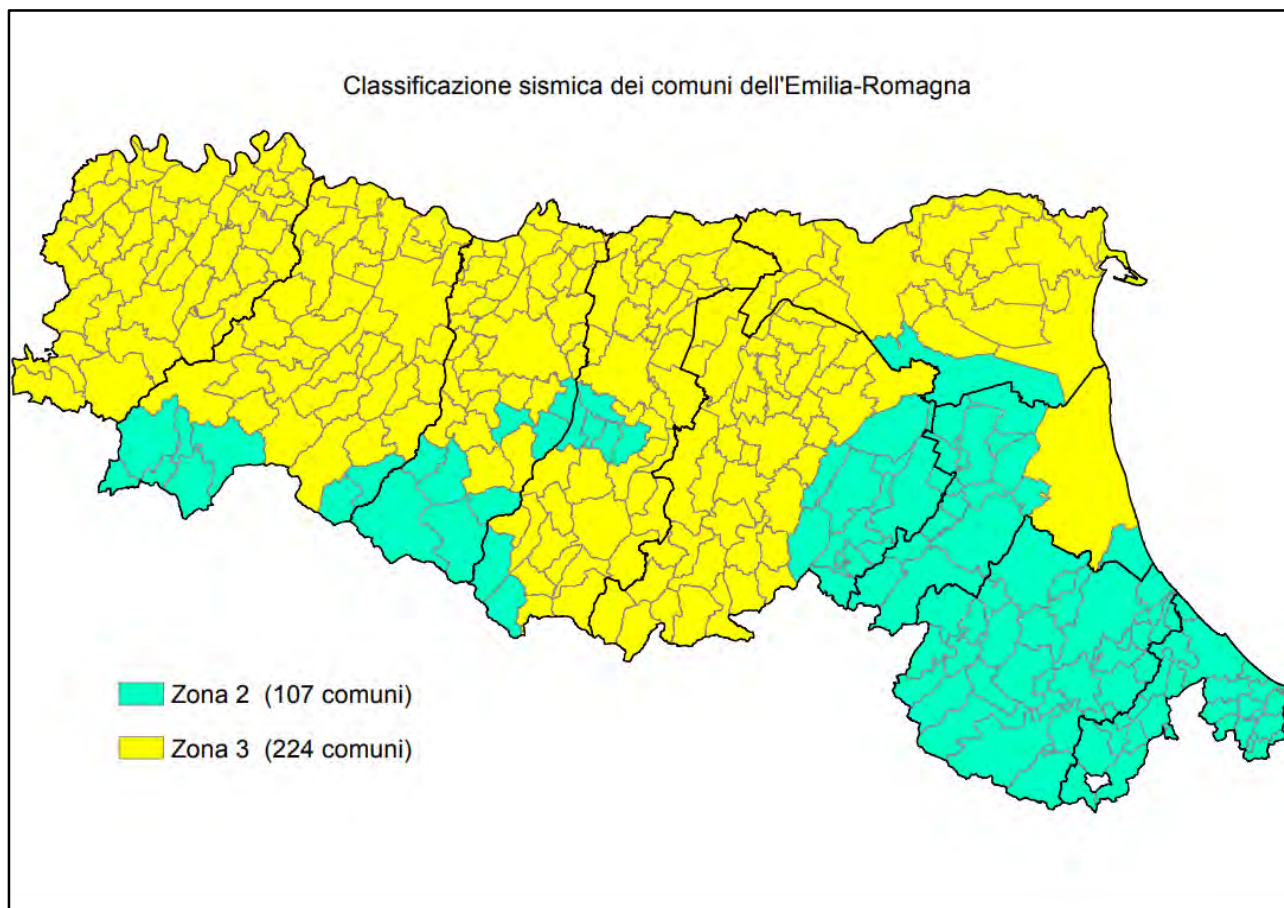 Classificazione sismica dei comuni dell'Emilia-Romagna
Zona 2 (107 comuni)
Zona 3 (224 comuni)